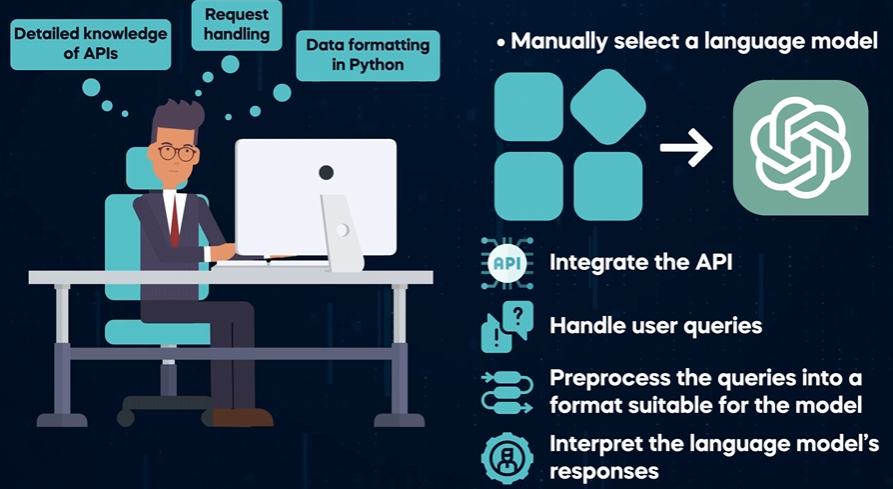 Detailed knowledge
of APIs
Request
handling
Data formatting
in Python
• Manually select a language model
API
Integrate the API
?
!
Handle user queries
Preprocess the queries into a
format suitable for the model
Interpret the language model's
responses